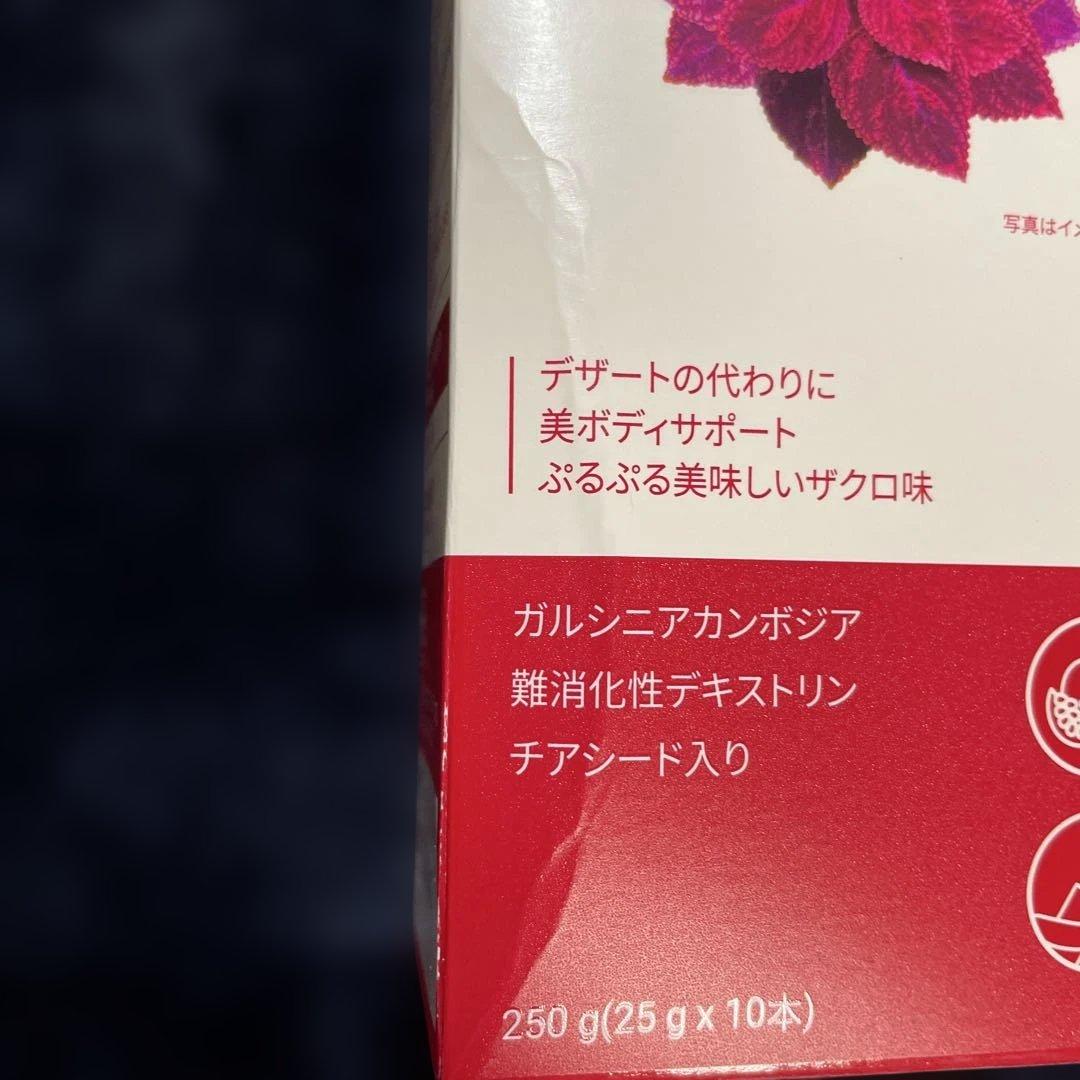 写真はイメ
デザートの代わりに
美ボディサポート
ぷるぷる美味しいザクロ味
ガルシニアカンボジア
難消化性デキストリン
チアシード入り
250 g(25 g x 10本)